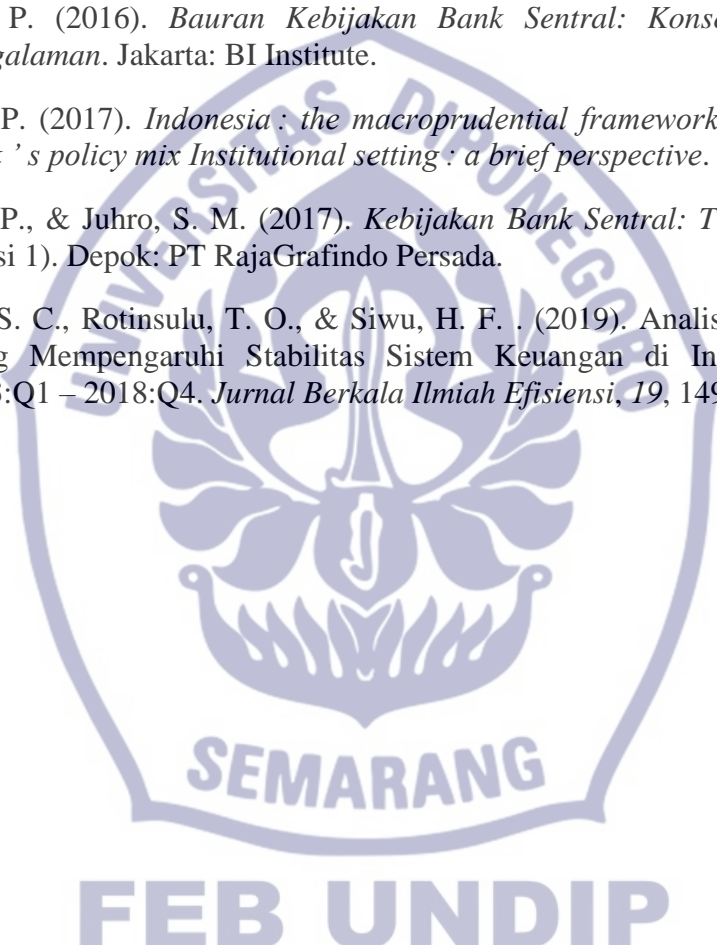 P. (2016). Bauran Kebijakan Bank Sentral: Konse
galaman. Jakarta: BI Institute.
P. (2017). Indonesia : the macroprudential framework
’ s policy mix Institutional setting : a brief perspective.
P., & Juhro, S. M. (2017). Kebijakan Bank Sentral: T
si 1). Depok: PT RajaGrafindo Persada.
S. C., Rotinsulu, T. O., & Siwu, H. F. . (2019). Analis
g Mempengaruhi Stabilitas Sistem Keuangan di In
:Q1 – 2018:Q4. Jurnal Berkala Ilmiah Efisiensi, 19, 149
UNIVERSITAS DIPONEGORO
SEMARANG
FEB UNDIP